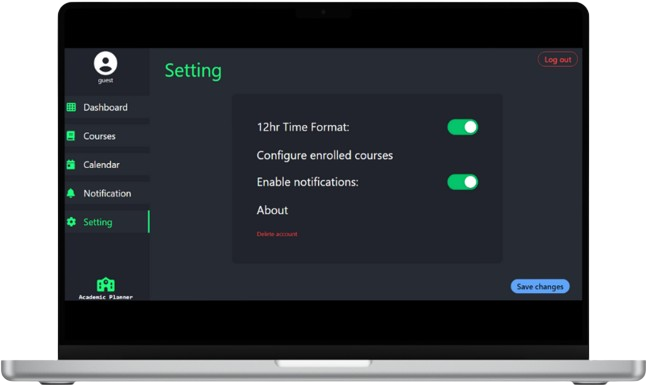 guest
Dashboard
Courses
Calendar
Notification
Setting
Academic Planner
Setting
Log out
12hr Time Format:
Configure enrolled courses
Enable notifications:
About
Delete account
Save changes